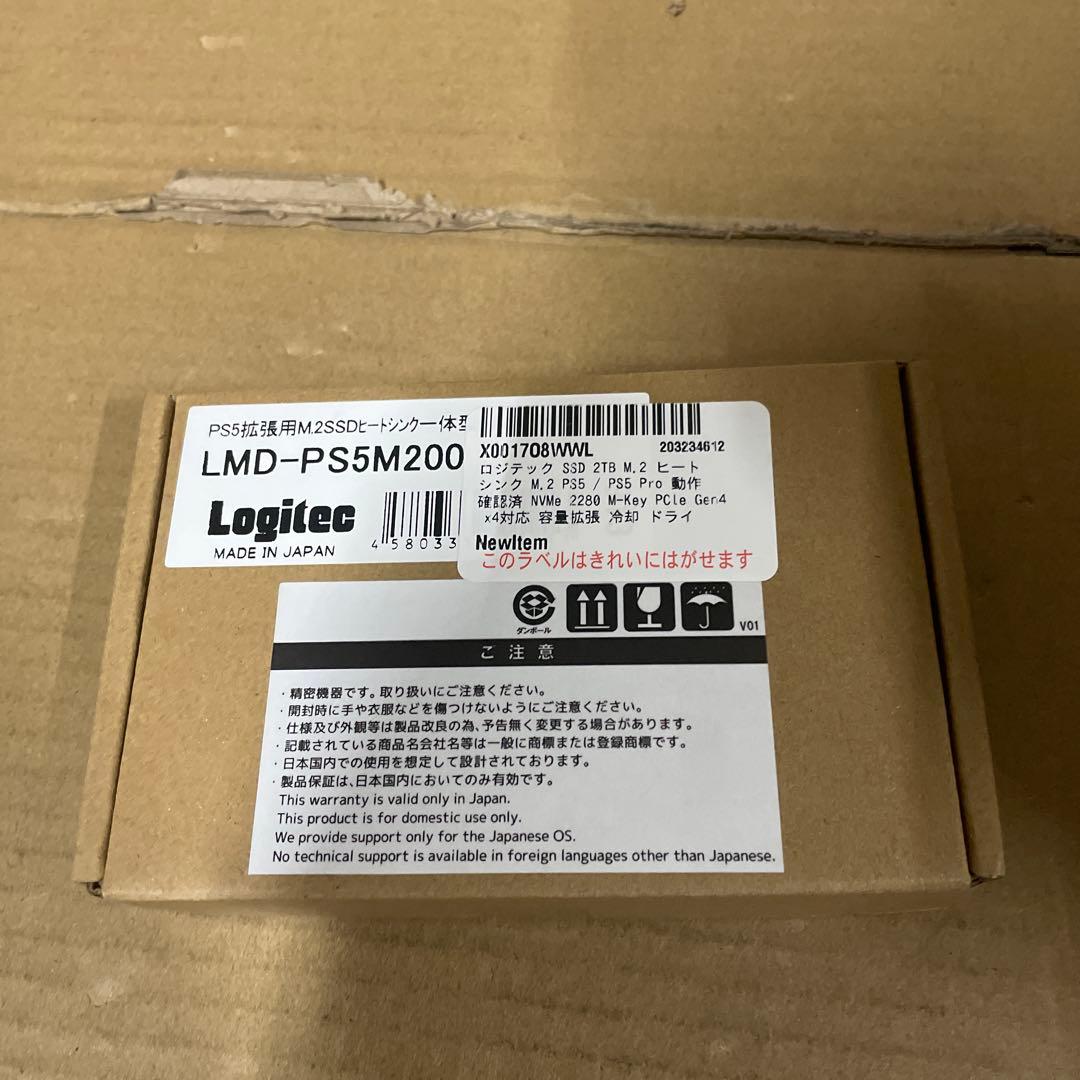 PS5拡張用M.2SSDヒートシンク一体型
LMD-PS5M200
Logitec
MADE IN JAPAN
458033
X001708WWL
203234612
ロジテック SSD 2TB M.2 ヒート
シンク M.2 PS5 / PS5 Pro 動作
確認済 NVMe 2280 M-Key PCIe Gen4
x4対応 容量拡張 冷却 ドライ
NewItem
このラベルはきれいにはがせます
ダンボール
V01
ご注意
・精密機器です。取り扱いにご注意ください。
・開封時に手や衣服などを傷つけないようにご注意ください。
・仕様及び外観等は製品改良の為、予告無く変更する場合があります。
・記載されている商品名会社名等は一般に商標または登録商標です。
・日本国内での使用を想定して設計されております。
・製品保証は、日本国内においてのみ有効です。
This warranty is valid only in Japan.
This product is for domestic use only.
We provide support only for the Japanese OS.
No technical support is available in foreign languages other than Japanese.